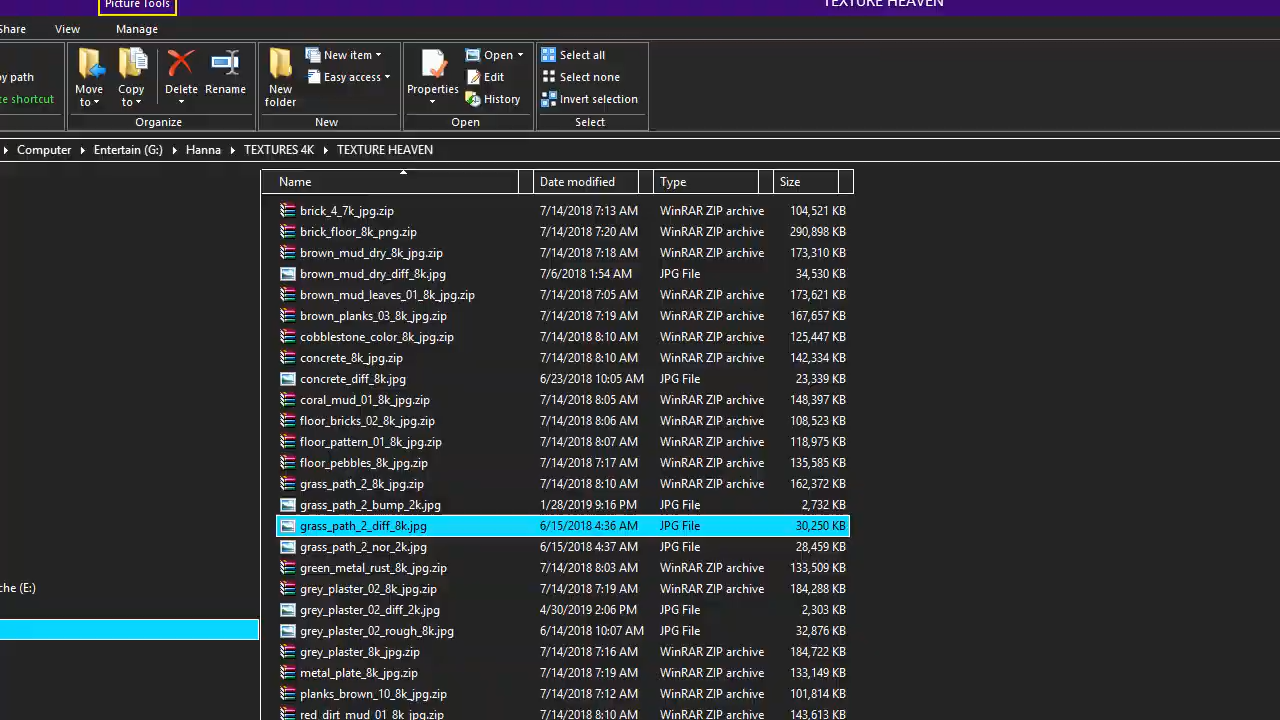 Picture Tools
TEXTURE HEAVEN
Share View Manage
Move to Copy to Delete Rename New folder New item Easy access Properties Open Edit History Select all Select none Invert selection
y path
te shortcut
Organize New Open Select
Computer Entertain (G:) Hanna TEXTURES 4K TEXTURE HEAVEN
Name Date modified Type Size
brick_4_7k_jpg.zip 7/14/2018 7:13 AM WinRAR ZIP archive 104,521 KB
brick_floor_8k_png.zip 7/14/2018 7:20 AM WinRAR ZIP archive 290,898 KB
brown_mud_dry_8k_jpg.zip 7/14/2018 7:18 AM WinRAR ZIP archive 173,310 KB
brown_mud_dry_diff_8k.jpg 7/6/2018 1:54 AM JPG File 34,530 KB
brown_mud_leaves_01_8k_jpg.zip 7/14/2018 7:05 AM WinRAR ZIP archive 173,621 KB
brown_planks_03_8k_jpg.zip 7/14/2018 7:19 AM WinRAR ZIP archive 167,657 KB
cobblestone_color_8k_jpg.zip 7/14/2018 8:10 AM WinRAR ZIP archive 125,447 KB
concrete_8k_jpg.zip 7/14/2018 8:10 AM WinRAR ZIP archive 142,334 KB
concrete_diff_8k.jpg 6/23/2018 10:05 AM JPG File 23,339 KB
coral_mud_01_8k_jpg.zip 7/14/2018 8:05 AM WinRAR ZIP archive 148,397 KB
floor_bricks_02_8k_jpg.zip 7/14/2018 8:06 AM WinRAR ZIP archive 108,523 KB
floor_pattern_01_8k_jpg.zip 7/14/2018 8:07 AM WinRAR ZIP archive 118,975 KB
floor_pebbles_8k_jpg.zip 7/14/2018 7:17 AM WinRAR ZIP archive 135,585 KB
grass_path_2_8k_jpg.zip 7/14/2018 8:10 AM WinRAR ZIP archive 162,372 KB
grass_path_2_bump_2k.jpg 1/28/2019 9:16 PM JPG File 2,732 KB
grass_path_2_diff_8k.jpg 6/15/2018 4:36 AM JPG File 30,250 KB
grass_path_2_nor_2k.jpg 6/15/2018 4:37 AM JPG File 28,459 KB
green_metal_rust_8k_jpg.zip 7/14/2018 8:03 AM WinRAR ZIP archive 133,509 KB
che (E:)
grey_plaster_02_8k_jpg.zip 7/14/2018 7:19 AM WinRAR ZIP archive 184,288 KB
grey_plaster_02_diff_2k.jpg 4/30/2019 2:06 PM JPG File 2,303 KB
grey_plaster_02_rough_8k.jpg 6/14/2018 10:07 AM JPG File 32,876 KB
grey_plaster_8k_jpg.zip 7/14/2018 7:16 AM WinRAR ZIP archive 184,722 KB
metal_plate_8k_jpg.zip 7/14/2018 7:19 AM WinRAR ZIP archive 133,149 KB
planks_brown_10_8k_jpg.zip 7/14/2018 7:12 AM WinRAR ZIP archive 101,814 KB
red_dirt_mud_01_8k_jpg.zip 7/14/2018 8:10 AM WinRAR ZIP archive 143,613 KB